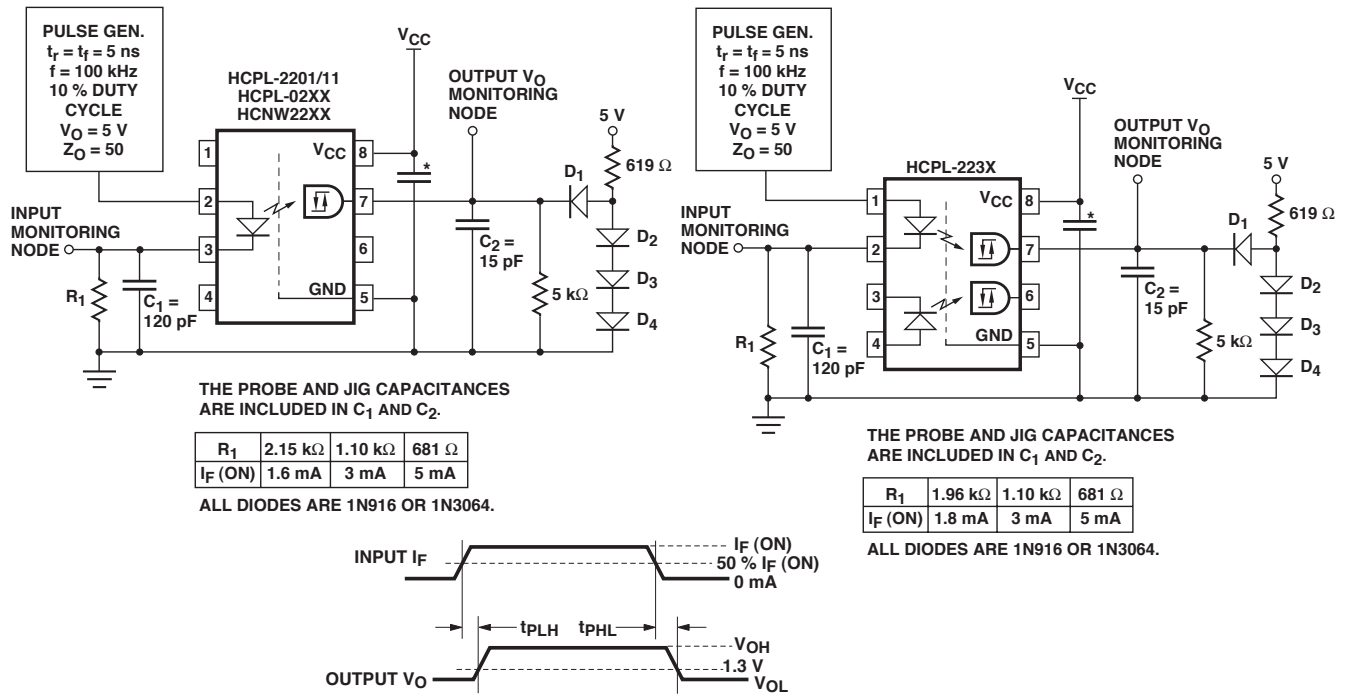 PULSE GEN.
tr = tf = 5 ns
f = 100 kHz
10 % DUTY
CYCLE
VO = 5 V
ZO = 50
HCPL-2201/11
HCPL-02XX
HCNW22XX
VCC
OUTPUT VO
MONITORING
NODE
5 V
619 Ω
D1
1
VCC 8
*
2
7
INPUT
MONITORING
NODE
3
6
C2 =
15 pF
D2
D3
D4
5 kΩ
R1
C1 =
120 pF
4
GND 5
THE PROBE AND JIG CAPACITANCES
ARE INCLUDED IN C1 AND C2.
R1 2.15 kΩ 1.10 kΩ 681 Ω
IF (ON) 1.6 mA 3 mA 5 mA
ALL DIODES ARE 1N916 OR 1N3064.
PULSE GEN.
tr = tf = 5 ns
f = 100 kHz
10 % DUTY
CYCLE
VO = 5 V
ZO = 50
HCPL-223X
VCC
OUTPUT VO
MONITORING
NODE
5 V
619 Ω
D1
1
VCC 8
*
INPUT
MONITORING
NODE
2
7
C2 =
15 pF
D2
D3
D4
5 kΩ
3
6
R1
C1 =
120 pF
4
GND 5
THE PROBE AND JIG CAPACITANCES
ARE INCLUDED IN C1 AND C2.
R1 1.96 kΩ 1.10 kΩ 681 Ω
IF (ON) 1.8 mA 3 mA 5 mA
ALL DIODES ARE 1N916 OR 1N3064.
INPUT IF
IF (ON)
50 % IF (ON)
0 mA
tPLH tPHL
OUTPUT VO
VOH
1.3 V
VOL